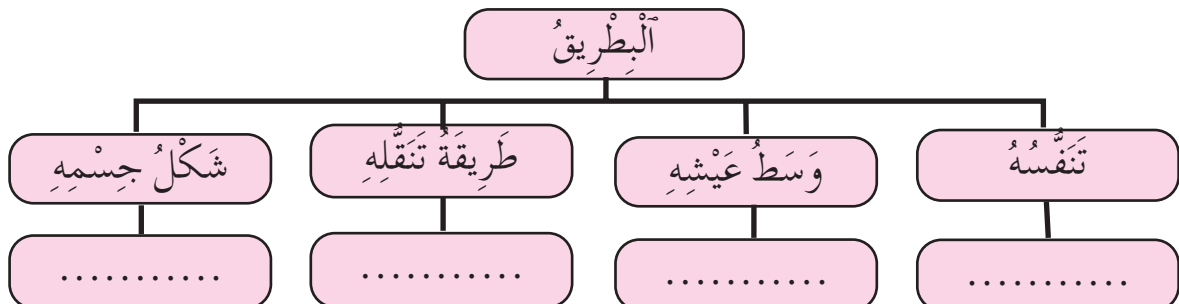 ٱلْبِطْرِيقُ
تَنَفُّسُهُ
وَسَطُ عَيْشِهِ
طَرِيقَةُ تَنَقُّلِهِ
شَكْلُ جِسْمِهِ
...........
...........
...........
...........